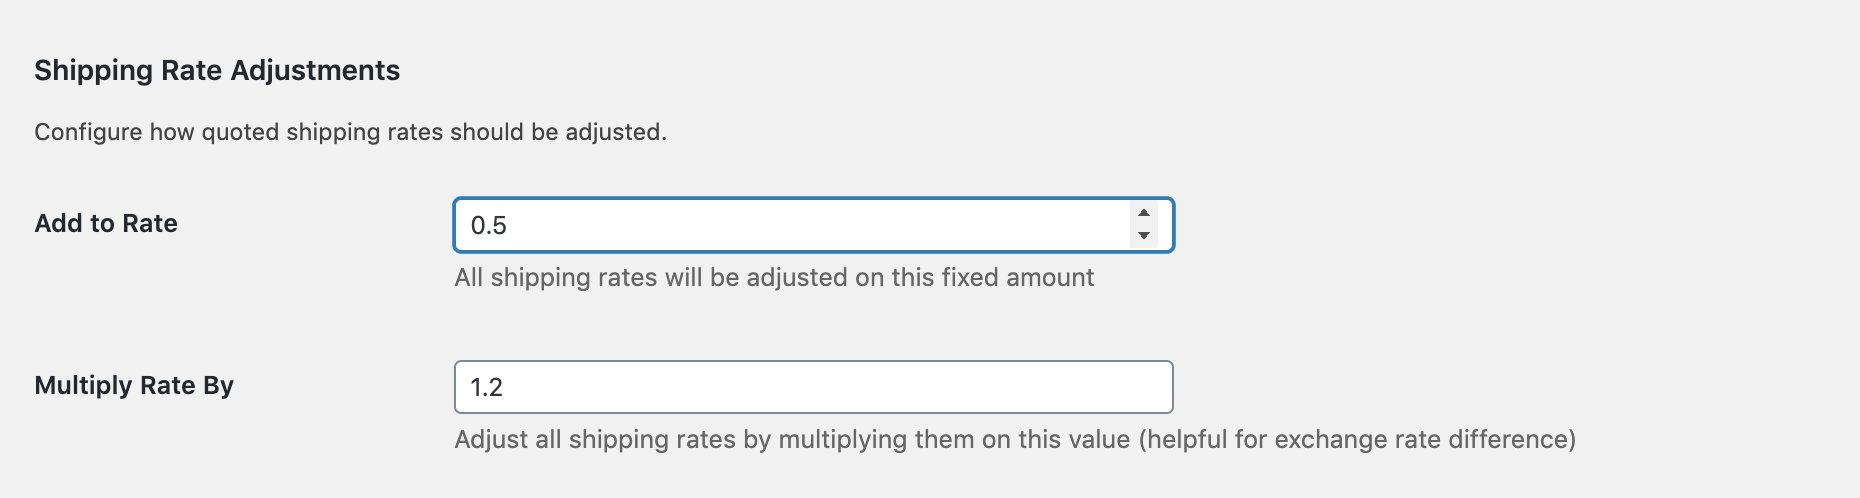 Shipping Rate Adjustments
Configure how quoted shipping rates should be adjusted.
Add to Rate
0.5
All shipping rates will be adjusted on this fixed amount
Multiply Rate By
1.2
Adjust all shipping rates by multiplying them on this value (helpful for exchange rate difference)